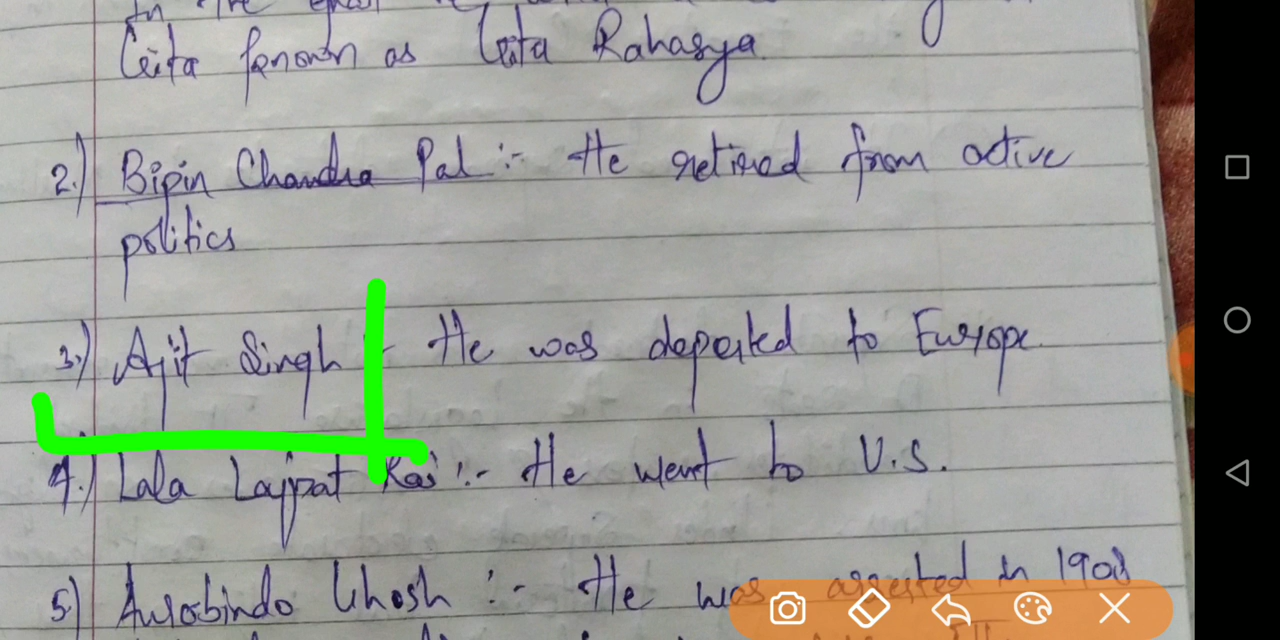 Gita known as Gita Rahasya.
2.) Bipin Chandra Pal :- He retired from active
politics
3.) Ajit Singh - He was deported to Europe.
4.) Lala Lajpat Rai :- He went to U.S.
5) Aurobindo Ghosh :- He was arrested in 1908